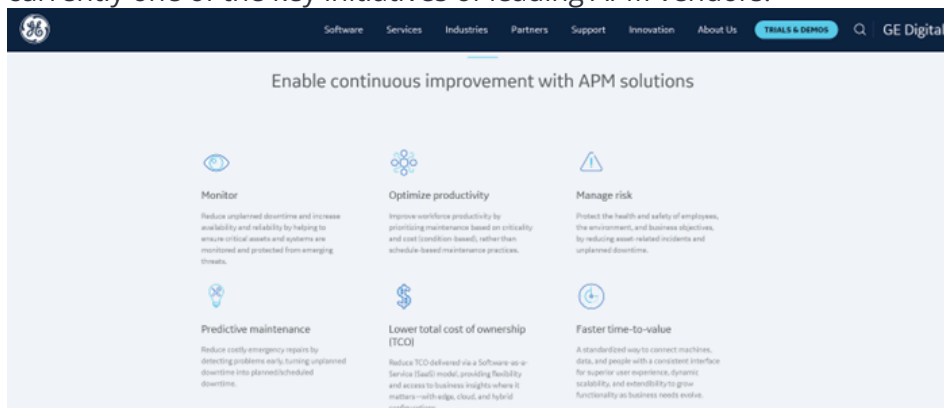 currently one of the key initiatives of leading APM vendors.
Software Services Industries Partners Support Innovation About Us TRIALS & DEMOS GE Digital
Enable continuous improvement with APM solutions
Monitor
Reduce unplanned downtime and increase
availability and reliability by helping to
ensure critical assets and systems are
monitored and protected from emerging
threats.
Optimize productivity
Improve workforce productivity by
prioritizing maintenance based on criticality
and cost (condition-based), rather than
schedule-based maintenance practices.
Manage risk
Protect the health and safety of employees,
the environment, and business objectives,
by reducing asset-related incidents and
unplanned downtime.
Predictive maintenance
Reduce costly emergency repairs by
detecting problems early, turning unplanned
downtime into planned/scheduled
downtime.
Lower total cost of ownership
(TCO)
Reduce TCO delivered via a Software-as-a-
Service (SaaS) model, providing flexibility
and access to business insights where it
matters—with edge, cloud, and hybrid
configurations.
Faster time-to-value
A standardized way to connect machines,
data, and people with a consistent interface
for superior user experience, dynamic
scalability, and extendibility to grow
functionality as business needs evolve.